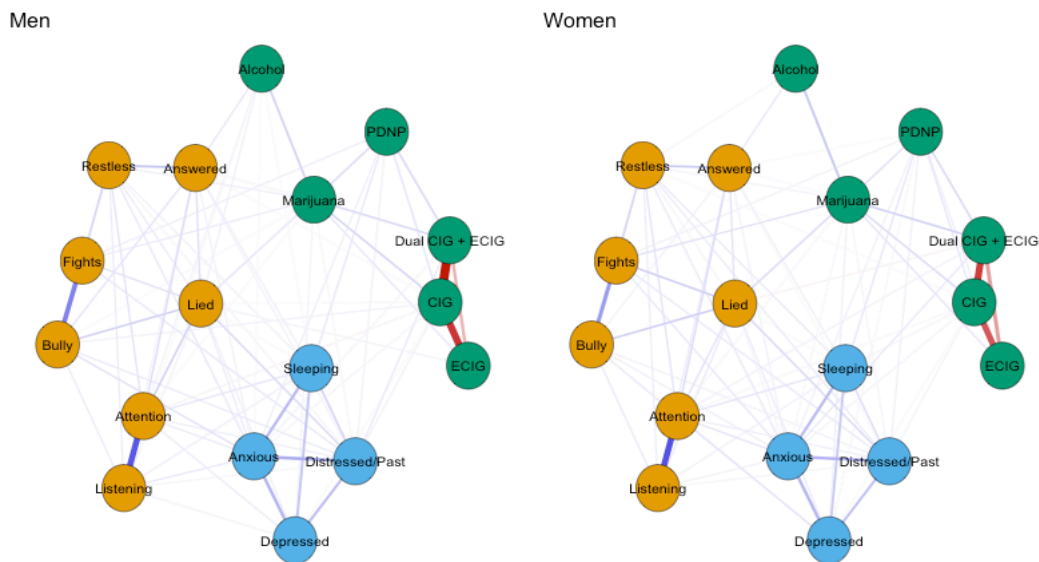 Men
Women
Alcohol
PDNP
Restless
Answered
Marijuana
Dual CIG + ECIG
Fights
Lied
CIG
Bully
ECIG
Sleeping
Attention
Anxious
Distressed/Past
Listening
Depressed
Alcohol
PDNP
Restless
Answered
Marijuana
Dual CIG + ECIG
Fights
Lied
CIG
Bully
ECIG
Sleeping
Attention
Anxious
Distressed/Past
Listening
Depressed